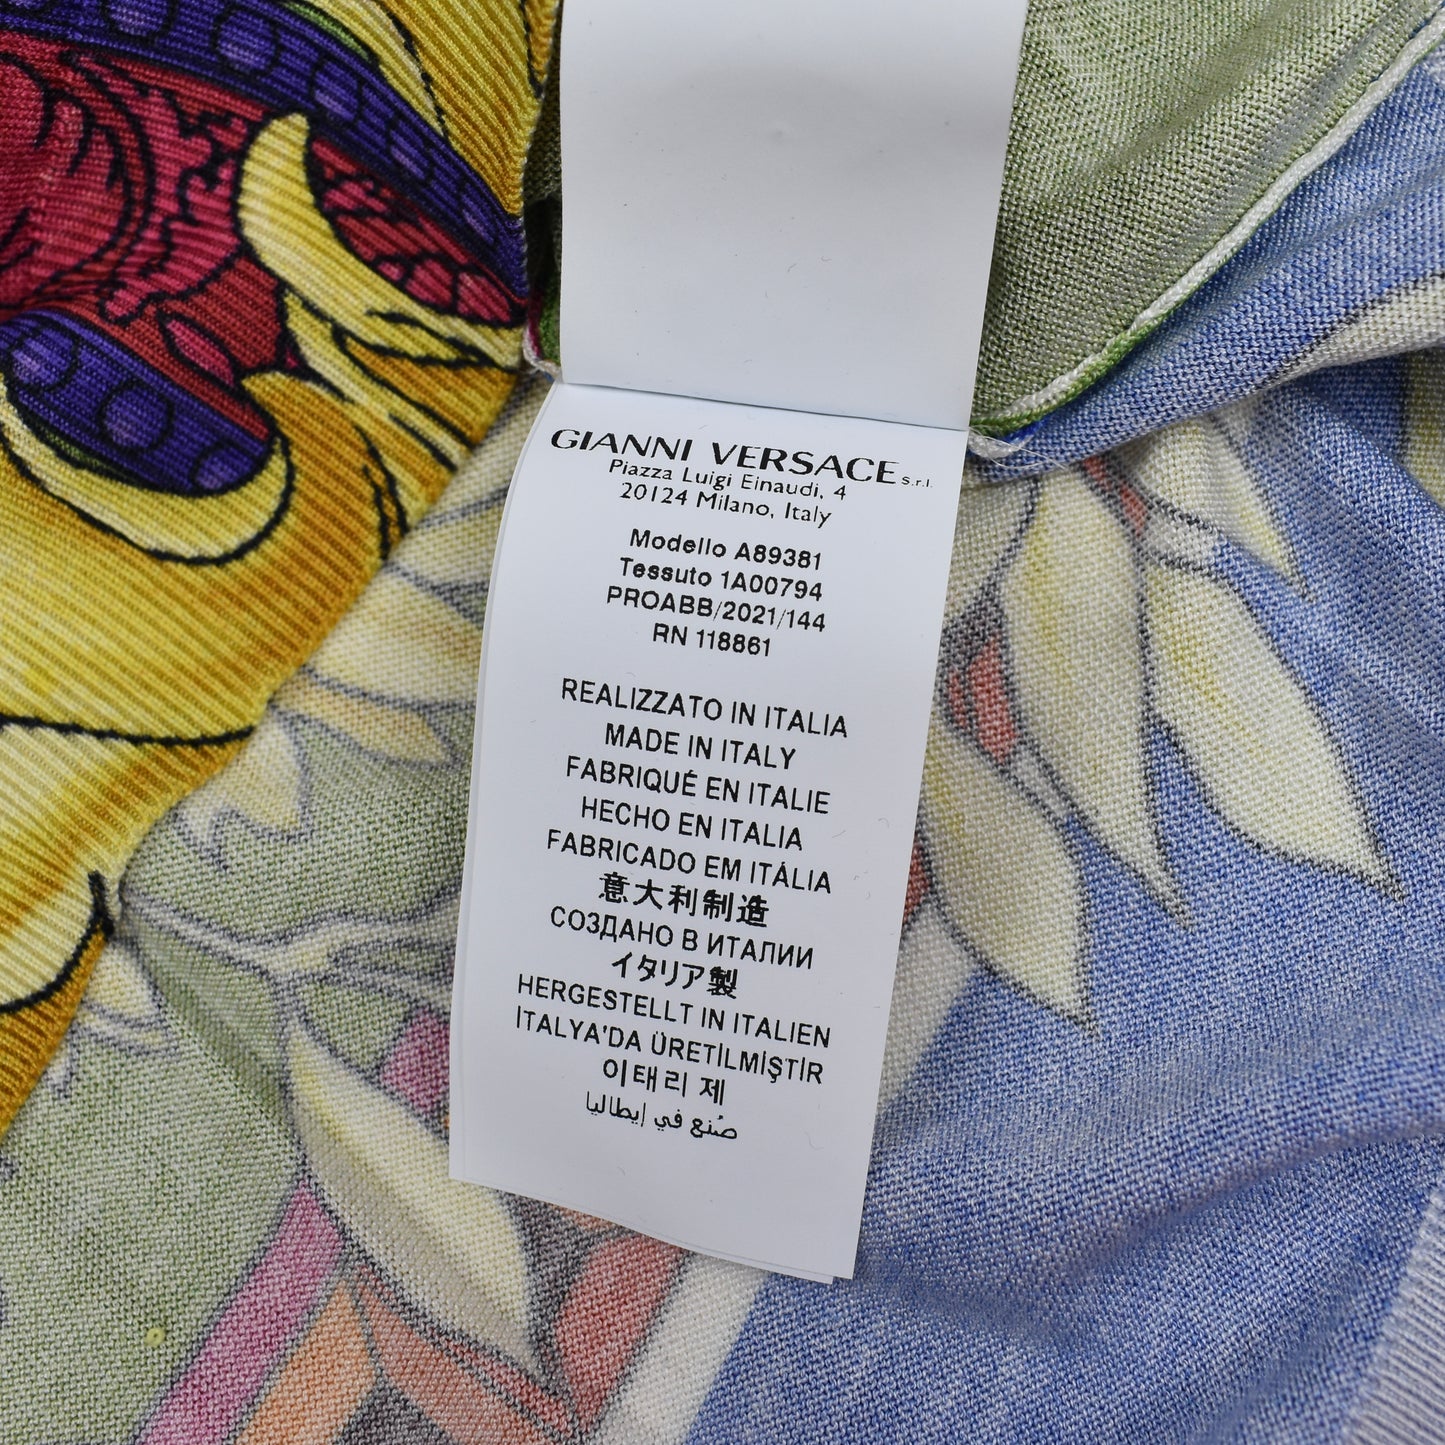 GIANNI VERSACE s.r.l.
Piazza Luigi Einaudi, 4
20124 Milano, Italy
Modello A89381
Tessuto 1A00794
PROABB/2021/144
RN 118861
REALIZZATO IN ITALIA
MADE IN ITALY
FABRIQUÉ EN ITALIE
HECHO EN ITALIA
FABRICADO EM ITÁLIA
意大利制造
СОЗДАНО В ИТАЛИИ
イタリア製
HERGESTELLT IN ITALIEN
İTALYA'DA ÜRETİLMİŞTİR
이태리 제
صُنع في إيطاليا